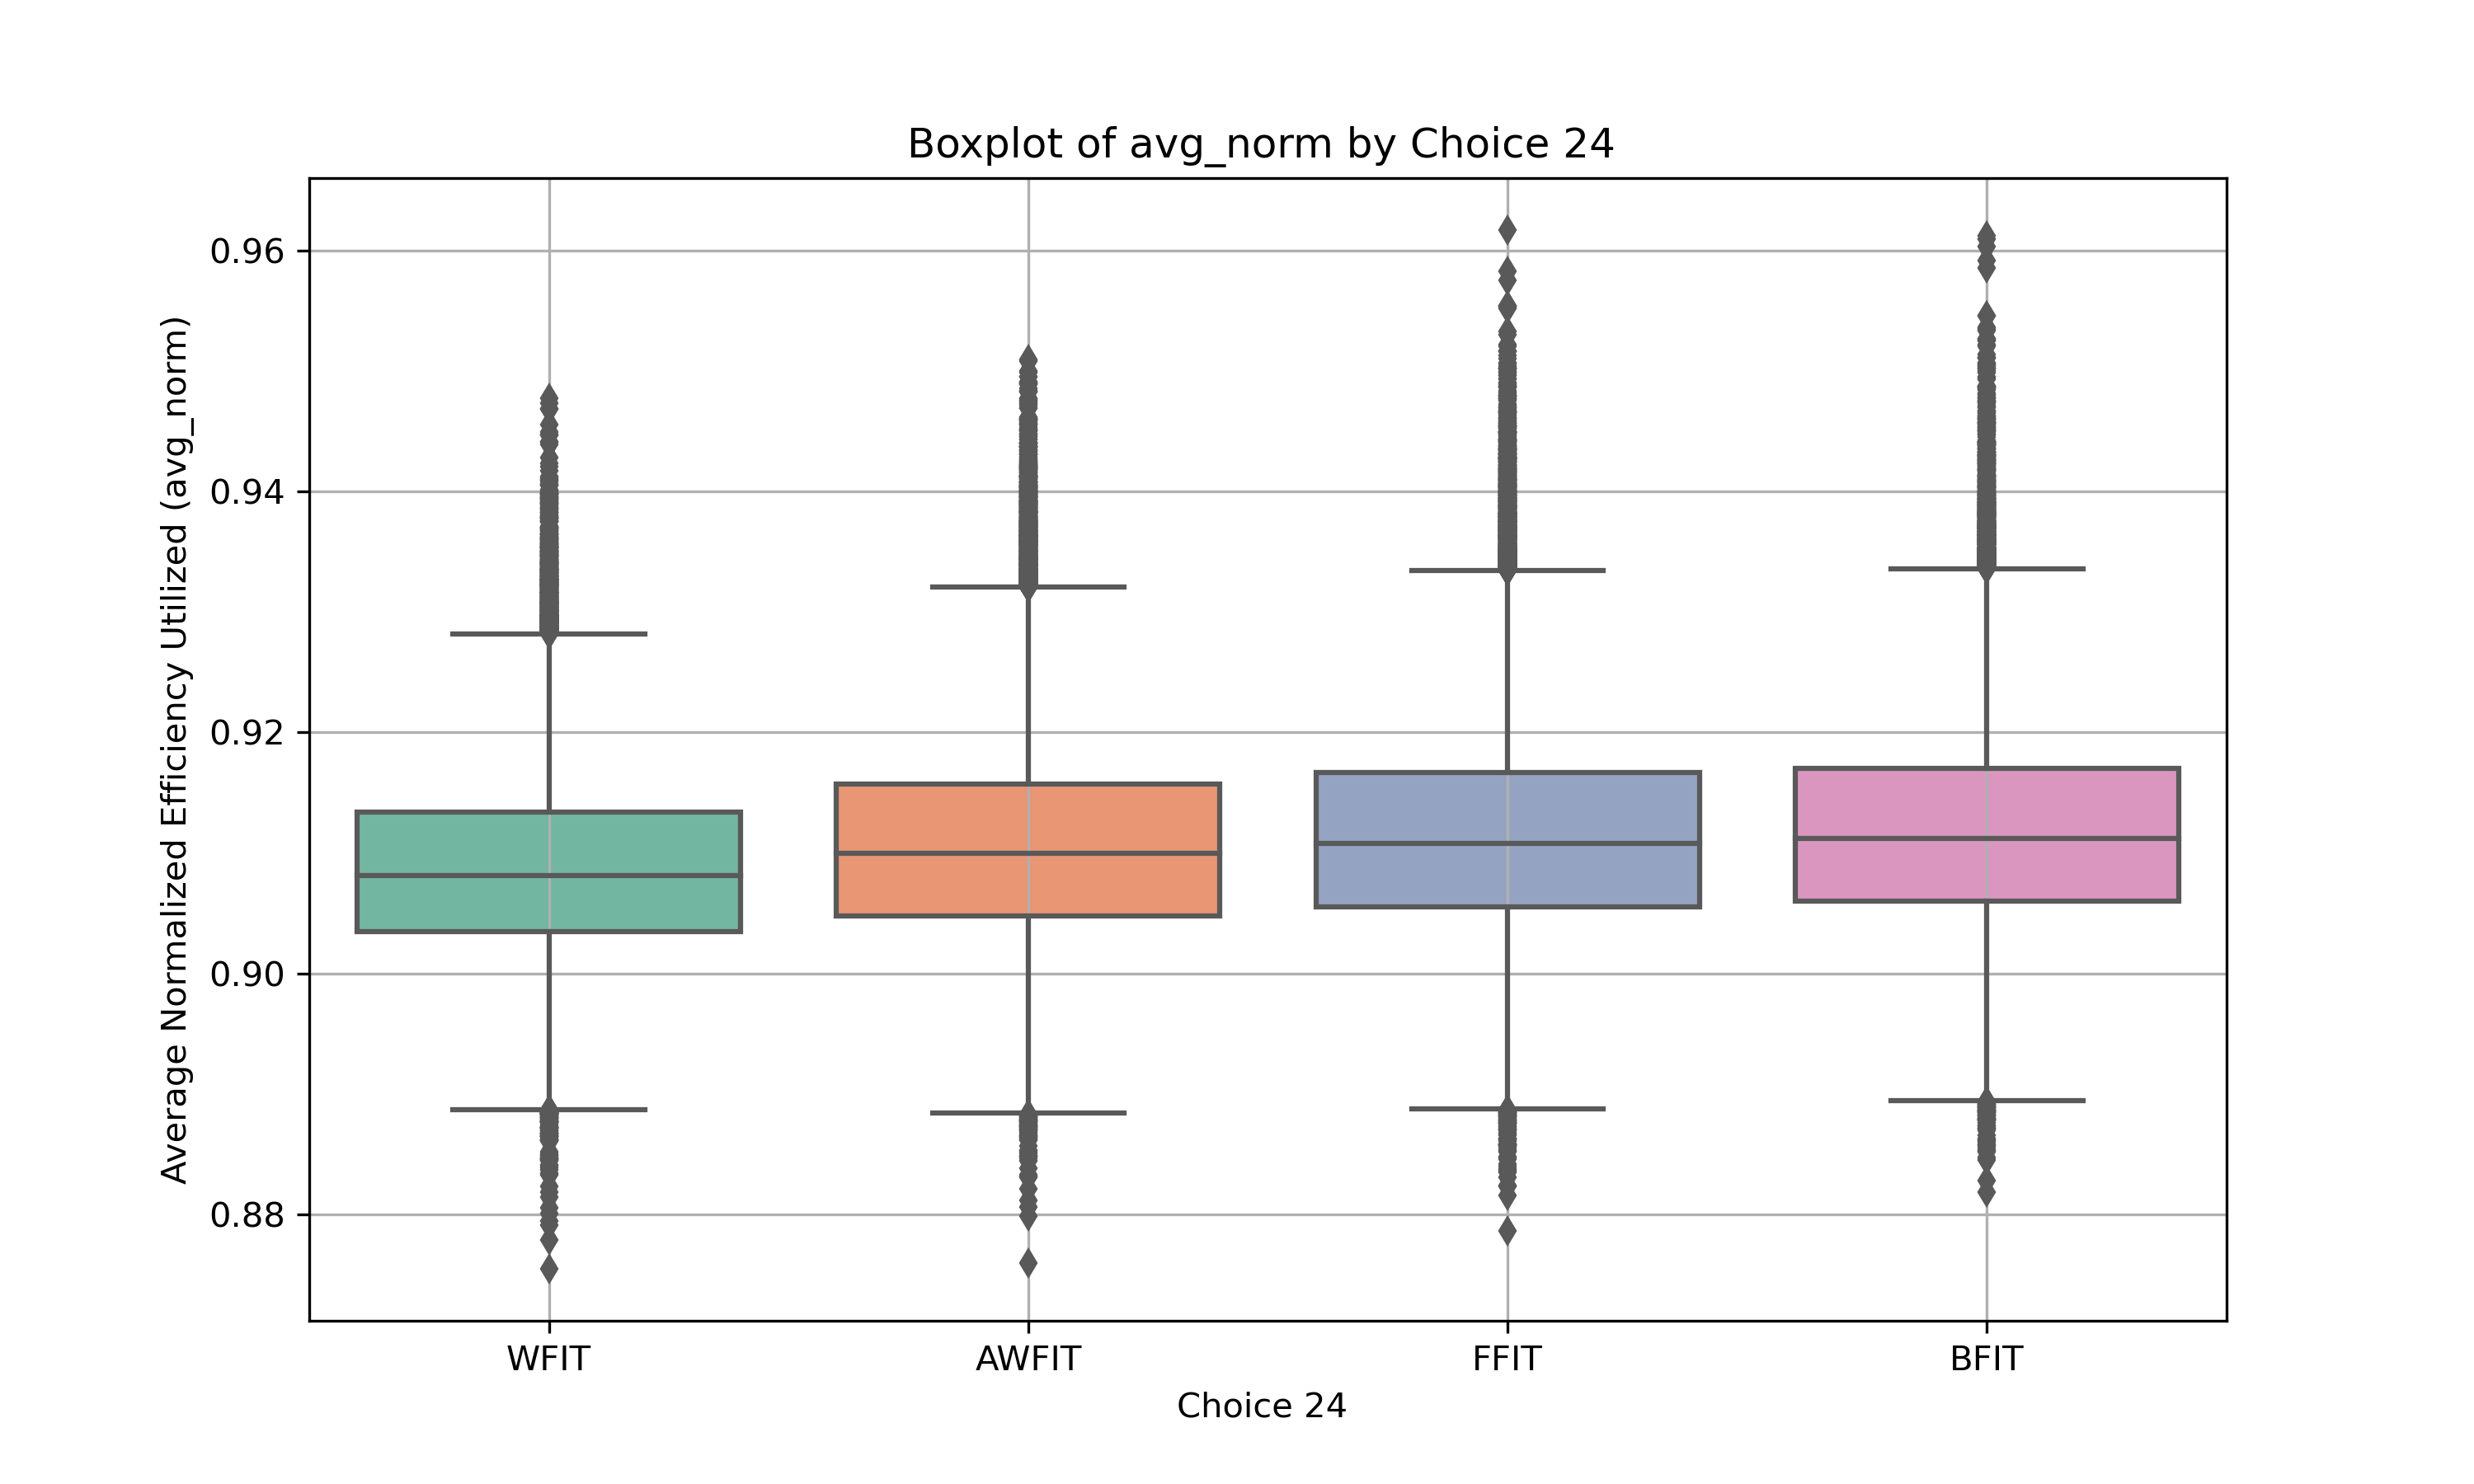 Boxplot of avg_norm by Choice 24
Average Normalized Efficiency Utilized (avg_norm)
0.96
0.94
0.92
0.90
0.88
WFIT AWFIT FFIT BFIT
Choice 24